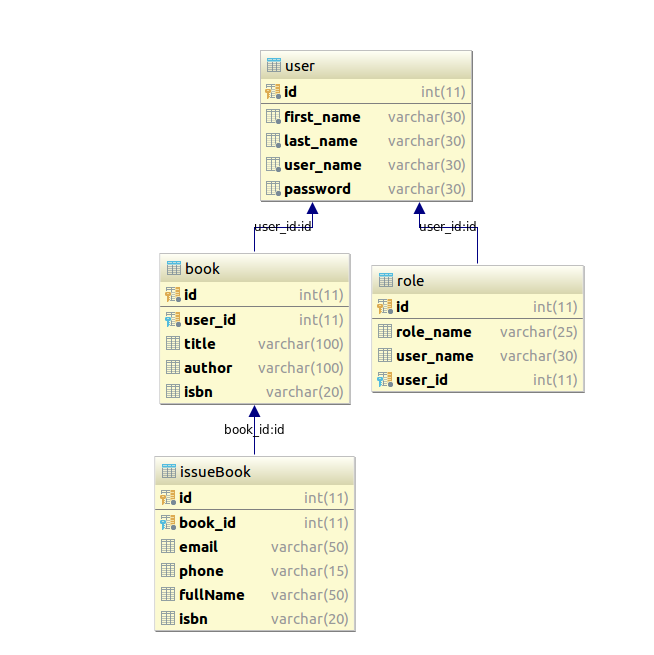 user
id int(11)
first_name varchar(30)
last_name varchar(30)
user_name varchar(30)
password varchar(30)
user_id:id user_id:id
book
id int(11)
user_id int(11)
title varchar(100)
author varchar(100)
isbn varchar(20)
role
id int(11)
role_name varchar(25)
user_name varchar(30)
user_id int(11)
book_id:id
issueBook
id int(11)
book_id int(11)
email varchar(50)
phone varchar(15)
fullName varchar(50)
isbn varchar(20)